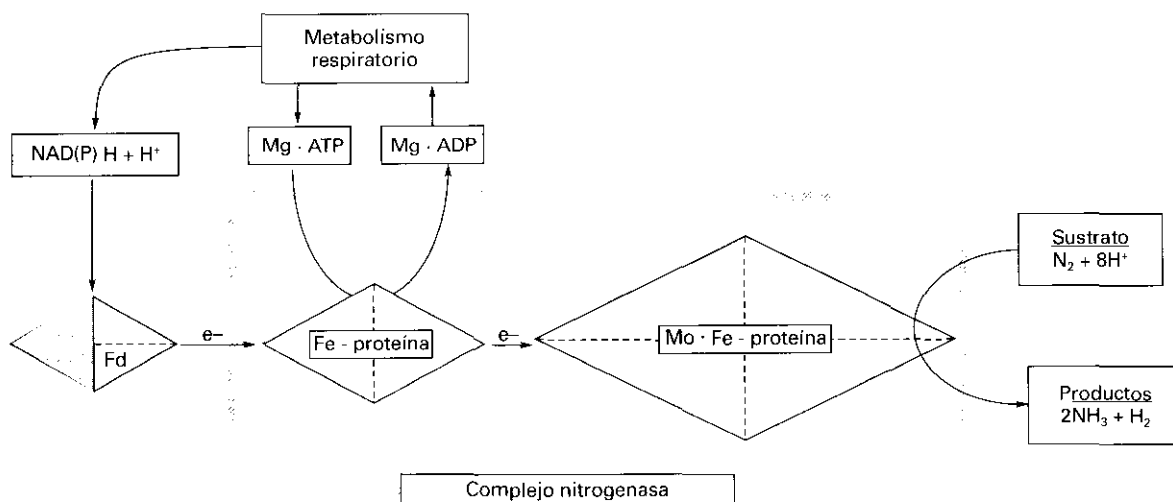 Metabolismo
respiratorio
NAD(P) H + H⁺
Mg · ATP
Mg · ADP
Fd
e–
Fe - proteína
e–
Mo · Fe - proteína
Sustrato
N₂ + 8H⁺
Productos
2NH₃ + H₂
Complejo nitrogenasa